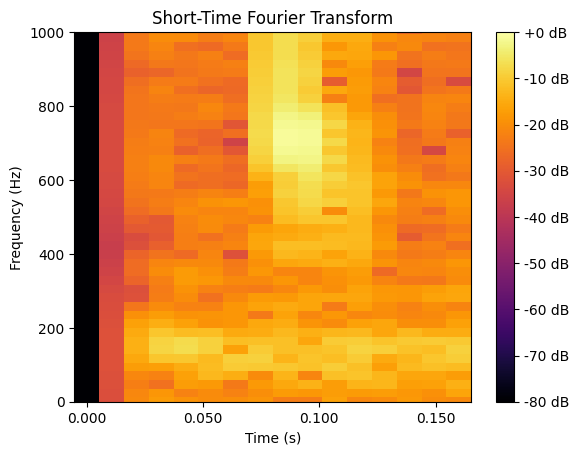 Short-Time Fourier Transform
1000
800
600
400
200
0
Frequency (Hz)
0.000
0.050
0.100
0.150
Time (s)
+0 dB
-10 dB
-20 dB
-30 dB
-40 dB
-50 dB
-60 dB
-70 dB
-80 dB